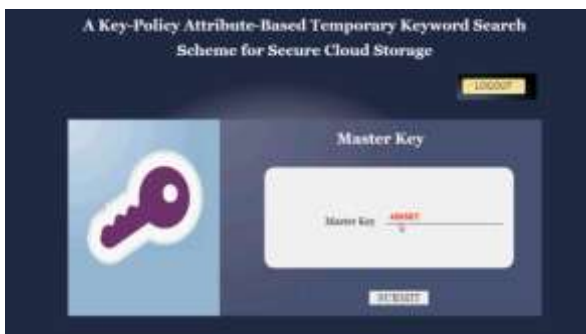 A Key-Policy Attribute-Based Temporary Keyword Search
Scheme for Secure Cloud Storage
LOGOUT
Master Key
Master Key
SUBMIT